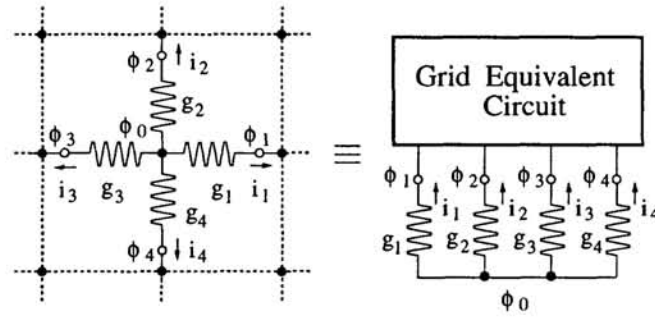 ϕ2 i2
g2
ϕ3 ϕ0 ϕ1
i3 g3 g1 i1
g4
ϕ4 i4
≡
Grid Equivalent
Circuit
ϕ1 ϕ2 ϕ3 ϕ4
i1 i2 i3 i4
g1 g2 g3 g4
ϕ0